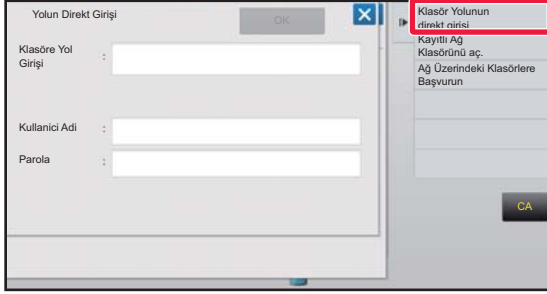 Yolun Direkt Girişi
OK
Klasöre Yol
Girişi
:
Kullanici Adi
:
Parola
:
Klasör Yolunun
direkt girişi
Kayıtlı Ağ
Klasörünü aç.
Ağ Üzerindeki Klasörlere
Başvurun
CA